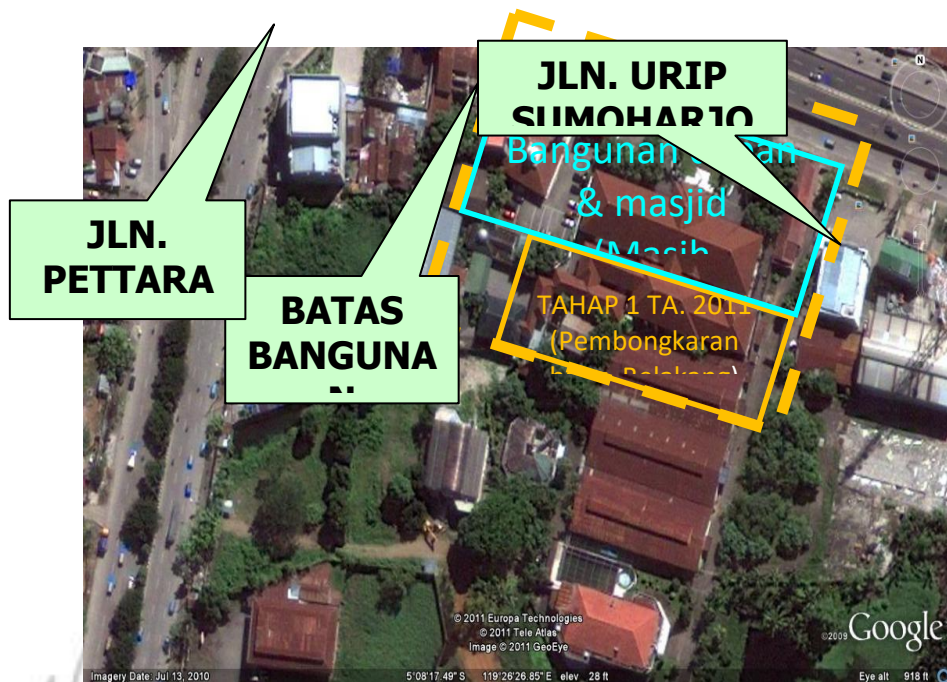 JLN. URIP
SUMOHARJO
Bangunan
& masjid
(Masih
JLN.
PETTARA
BATAS
BANGUNA
N
TAHAP 1 TA. 2011
(Pembongkaran
Belakang)
© 2011 Europa Technologies
© 2011 Tele Atlas
Image © 2011 GeoEye
©2009 Google
Imagery Date: Jul 13, 2010
5°08'17.49" S 119°26'26.85" E elev 28 ft
Eye alt 918 ft
N